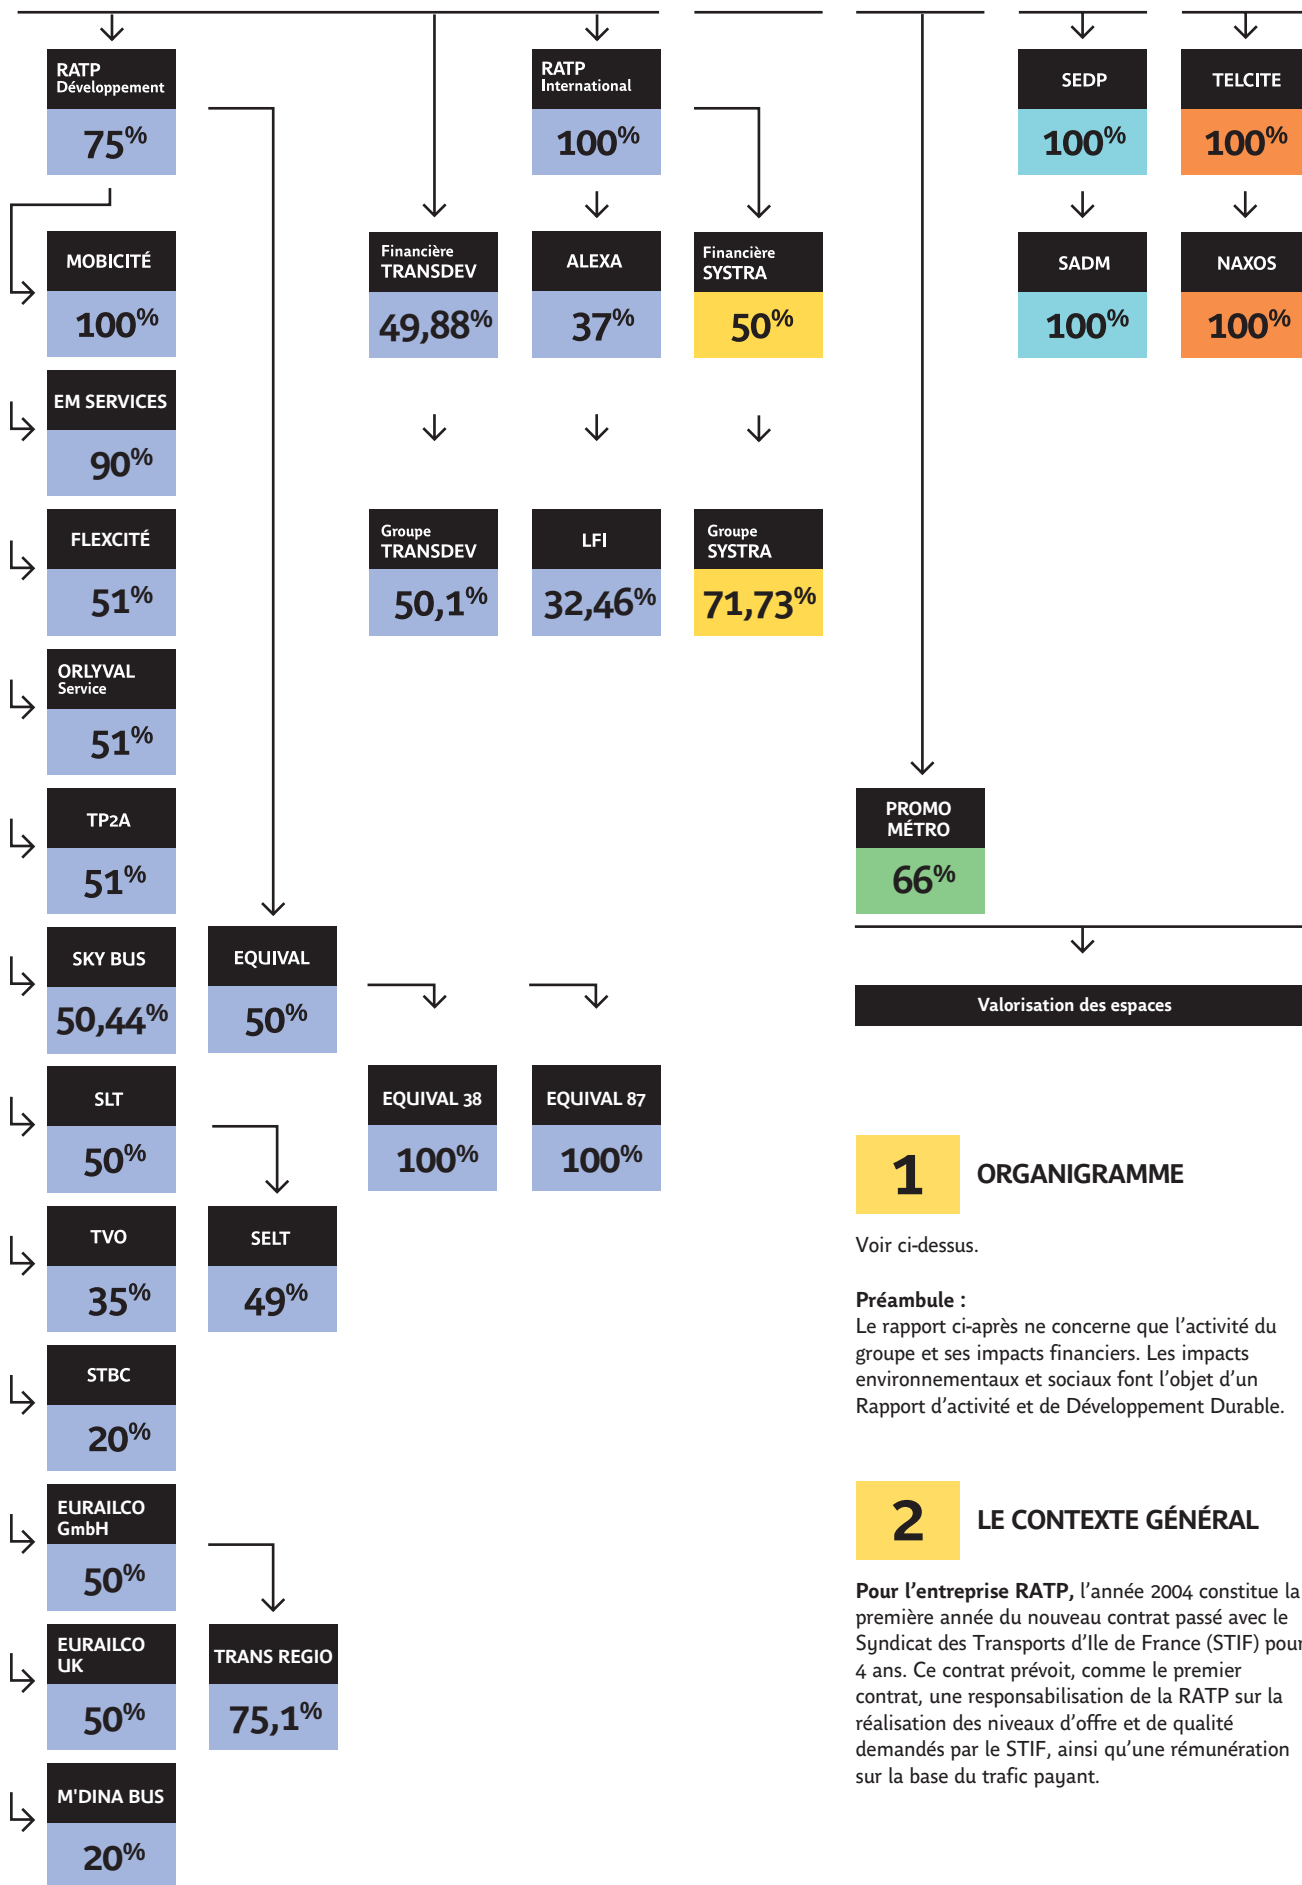 RATP
Développement
75%
RATP
International
100%
SEDP
100%
TELCITE
100%
MOBICITÉ
100%
Financière
TRANSDEV
49,88%
ALEXA
37%
Financière
SYSTRA
50%
SADM
100%
NAXOS
100%
EM SERVICES
90%
FLEXCITÉ
51%
Groupe
TRANSDEV
50,1%
LFI
32,46%
Groupe
SYSTRA
71,73%
ORLYVAL
Service
51%
TP2A
51%
PROMO
MÉTRO
66%
SKY BUS
50,44%
EQUIVAL
50%
Valorisation des espaces
SLT
50%
EQUIVAL 38
100%
EQUIVAL 87
100%
TVO
35%
SELT
49%
STBC
20%
EURAILCO
GmbH
50%
EURAILCO
UK
50%
TRANS REGIO
75,1%
M'DINA BUS
20%
1 ORGANIGRAMME
Voir ci-dessus.
Préambule :
Le rapport ci-après ne concerne que l’activité du
groupe et ses impacts financiers. Les impacts
environnementaux et sociaux font l’objet d’un
Rapport d’activité et de Développement Durable.
2 LE CONTEXTE GÉNÉRAL
Pour l’entreprise RATP, l’année 2004 constitue la
première année du nouveau contrat passé avec le
Syndicat des Transports d’Ile de France (STIF) pour
4 ans. Ce contrat prévoit, comme le premier
contrat, une responsabilisation de la RATP sur la
réalisation des niveaux d’offre et de qualité
demandés par le STIF, ainsi qu’une rémunération
sur la base du trafic payant.